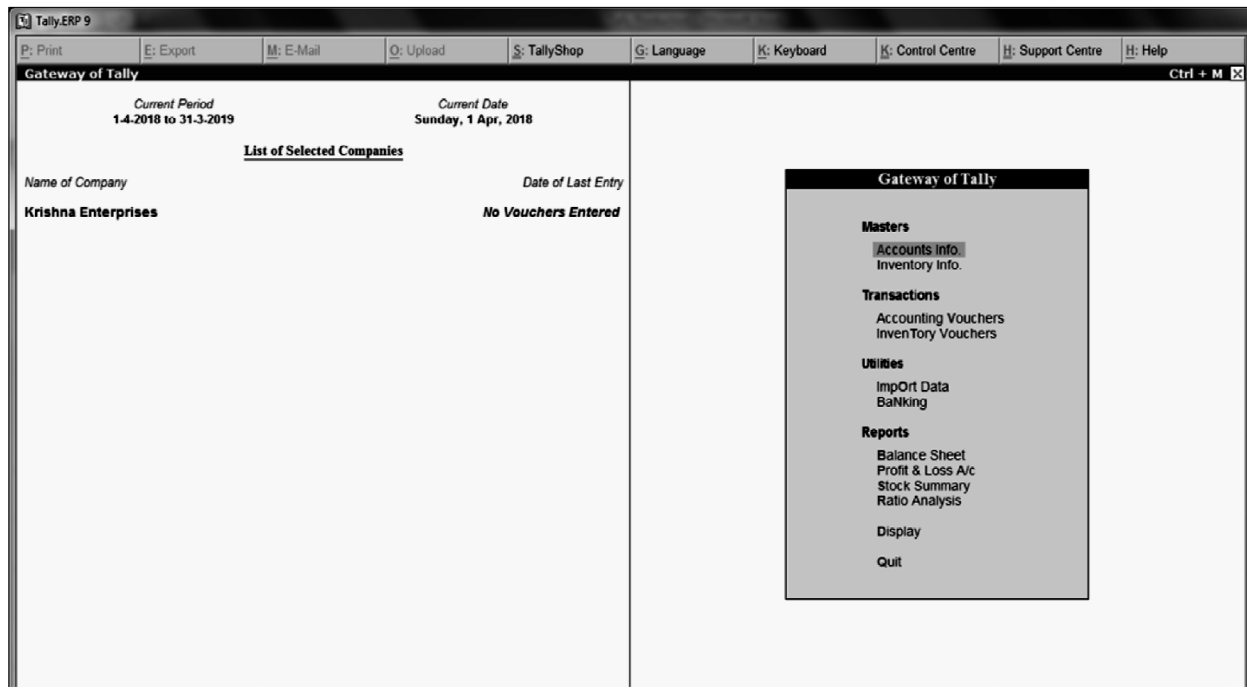 Tally.ERP 9
P: Print E: Export M: E-Mail O: Upload S: TallyShop G: Language K: Keyboard K: Control Centre H: Support Centre H: Help
Gateway of Tally Ctrl + M
Current Period Current Date
1-4-2018 to 31-3-2019 Sunday, 1 Apr, 2018
List of Selected Companies
Name of Company Date of Last Entry
Krishna Enterprises No Vouchers Entered
Gateway of Tally
Masters
Accounts Info.
Inventory Info.
Transactions
Accounting Vouchers
InvenTory Vouchers
Utilities
ImpOrt Data
BaNking
Reports
Balance Sheet
Profit & Loss A/c
Stock Summary
Ratio Analysis
Display
Quit